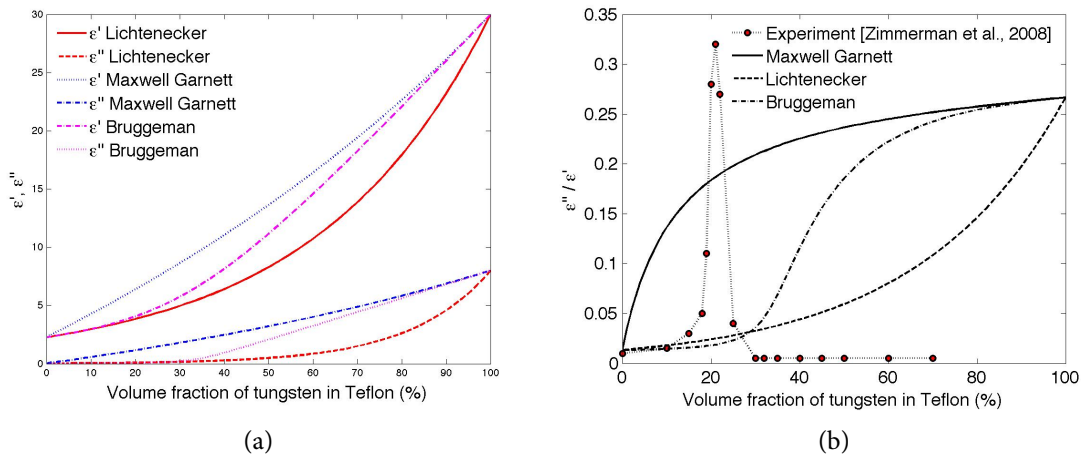 30
25
20
15
10
5
0
ε', ε''
ε' Lichtenecker
ε'' Lichtenecker
ε' Maxwell Garnett
ε'' Maxwell Garnett
ε' Bruggeman
ε'' Bruggeman
0 10 20 30 40 50 60 70 80 90 100
Volume fraction of tungsten in Teflon (%)
(a)
0.35
0.3
0.25
0.2
0.15
0.1
0.05
0
ε'' / ε'
Experiment [Zimmerman et al., 2008]
Maxwell Garnett
Lichtenecker
Bruggeman
0 20 40 60 80 100
Volume fraction of tungsten in Teflon (%)
(b)